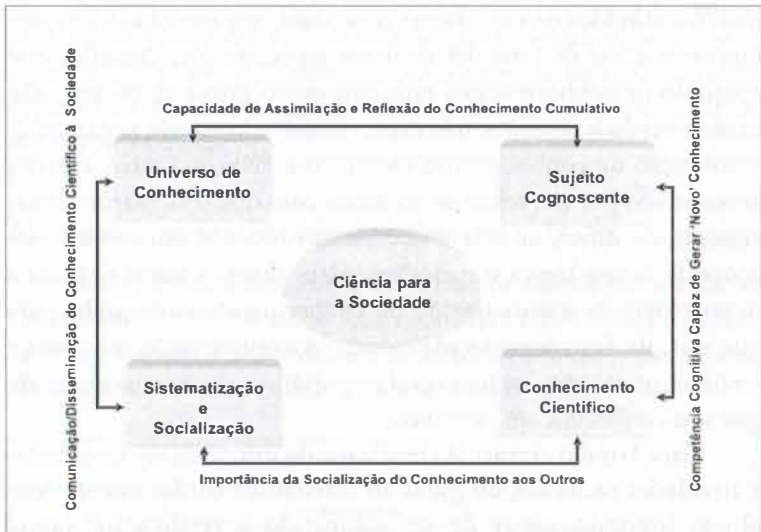 Capacidade de Assimilação e Reflexão do Conhecimento Cumulativo
Comunicação/Disseminação do Conhecimento Científico à Sociedade
Universo de
Conhecimento
Sujeito
Cognoscente
Competência Cognitiva Capaz de Gerar 'Novo' Conhecimento
Ciência para
a Sociedade
Sistematização
e
Socialização
Conhecimento
Científico
Importância da Socialização do Conhecimento aos Outros